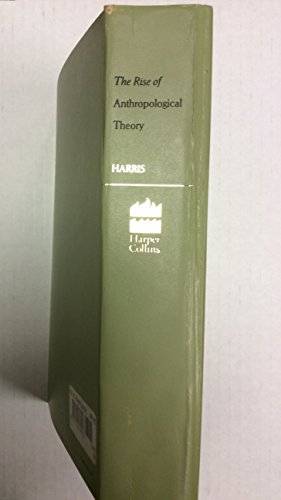 The Rise of
Anthropological
Theory
HARRIS
Harper
Collins